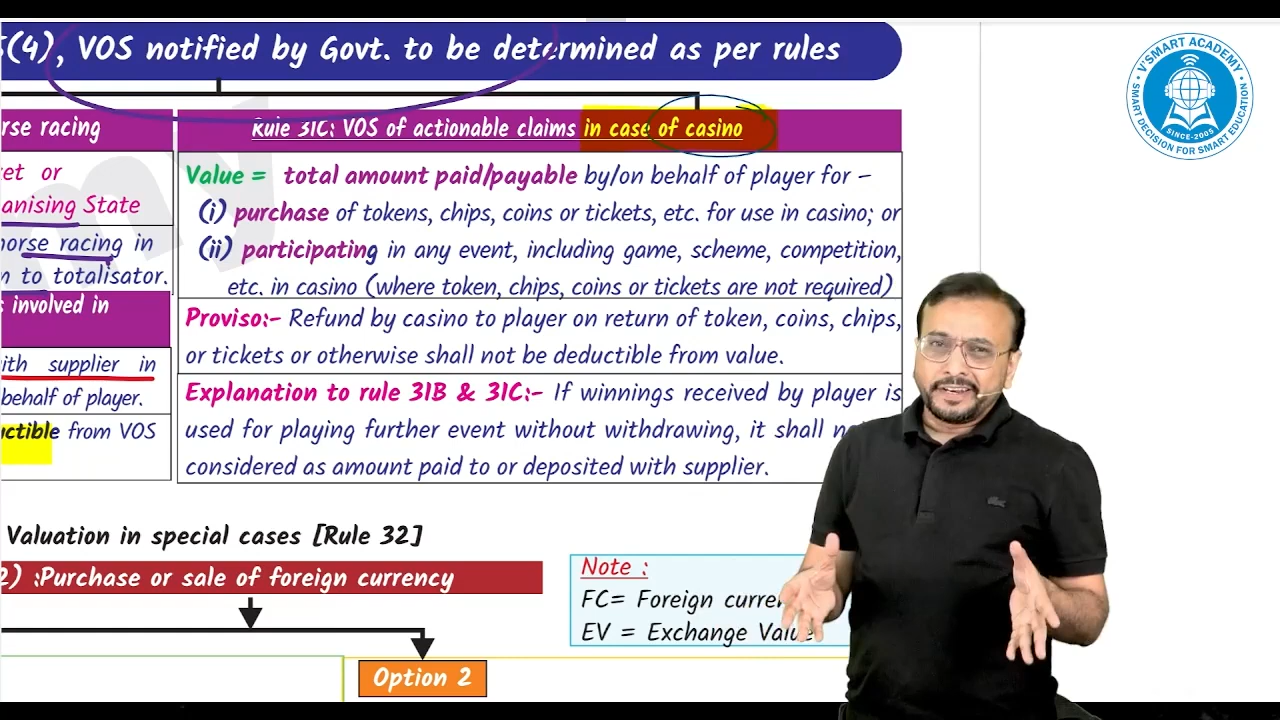 5(4), VOS notified by Govt. to be determined as per rules
rse racing
et or
anising State
horse racing in
n to totalisator.
s involved in
ith supplier in
behalf of player.
uctible from VOS
Rule 31C: VOS of actionable claims in case of casino
Value = total amount paid/payable by/on behalf of player for –
(i) purchase of tokens, chips, coins or tickets, etc. for use in casino; or
(ii) participating in any event, including game, scheme, competition,
etc. in casino (where token, chips, coins or tickets are not required)
Proviso:- Refund by casino to player on return of token, coins, chips,
or tickets or otherwise shall not be deductible from value.
Explanation to rule 31B & 31C:- If winnings received by player is
used for playing further event without withdrawing, it shall
considered as amount paid to or deposited with supplier.
Valuation in special cases [Rule 32]
2) :Purchase or sale of foreign currency
Note :
FC= Foreign curren
EV = Exchange Value
Option 2
V'SMART ACADEMY
SMART DECISION FOR SMART EDUCATION
SINCE-2005
my